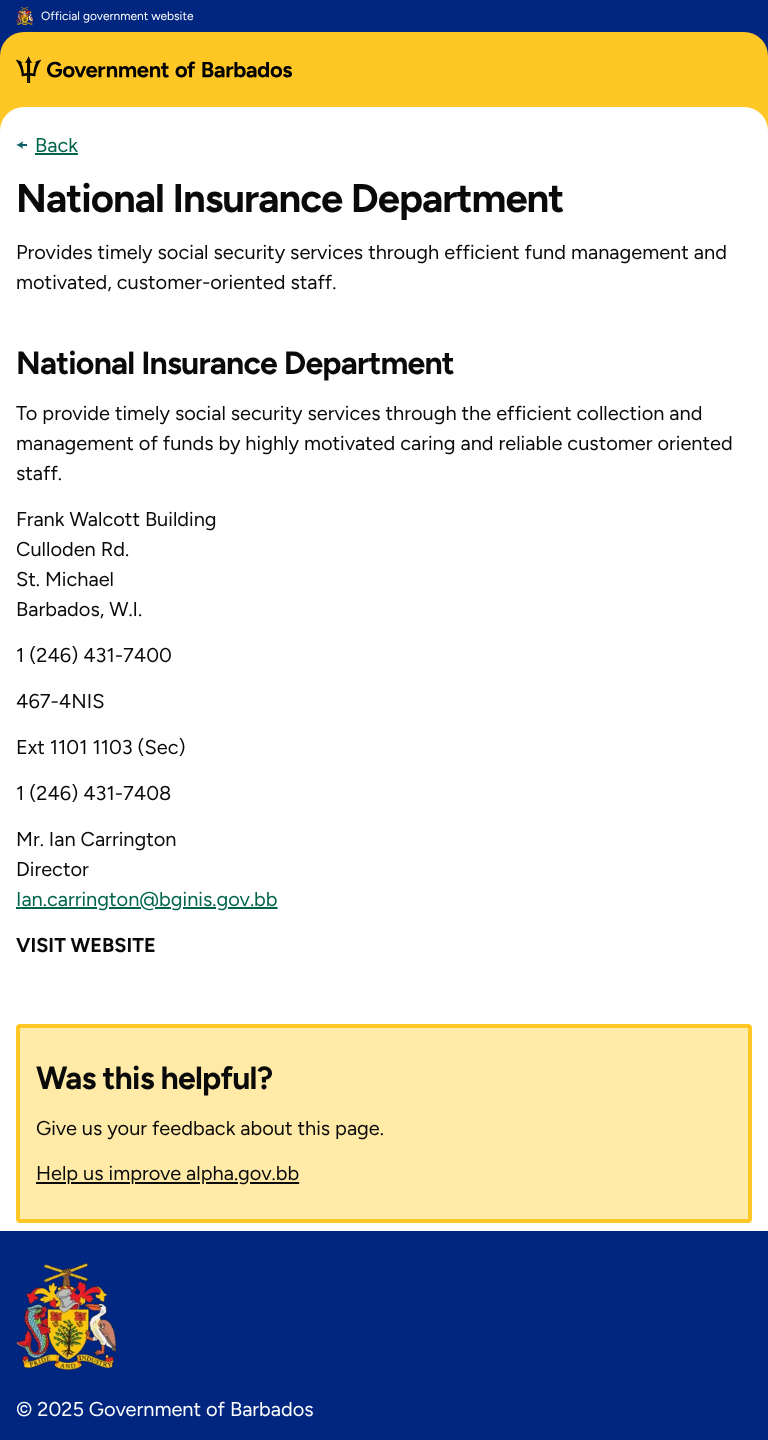 Official government website
Government of Barbados
Back
National Insurance Department
Provides timely social security services through efficient fund management and
motivated, customer-oriented staff.
National Insurance Department
To provide timely social security services through the efficient collection and
management of funds by highly motivated caring and reliable customer oriented
staff.
Frank Walcott Building
Culloden Rd.
St. Michael
Barbados, W.I.
1 (246) 431-7400
467-4NIS
Ext 1101 1103 (Sec)
1 (246) 431-7408
Mr. Ian Carrington
Director
Ian.carrington@bginis.gov.bb
VISIT WEBSITE
Was this helpful?
Give us your feedback about this page.
Help us improve alpha.gov.bb
PRIDE AND INDUSTRY
© 2025 Government of Barbados